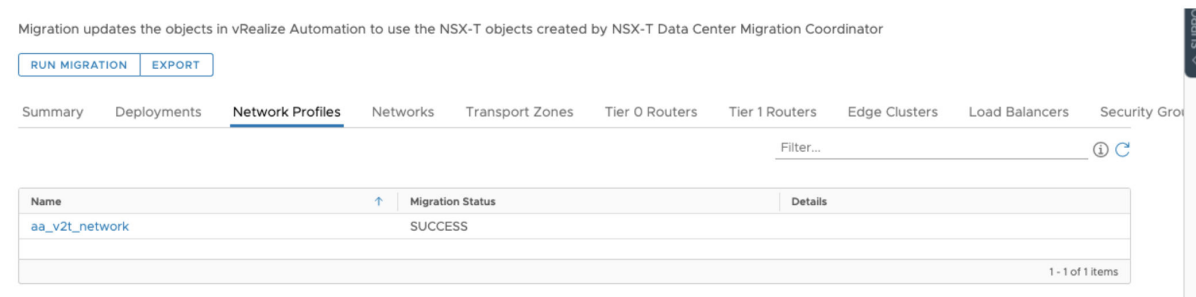 Migration updates the objects in vRealize Automation to use the NSX-T objects created by NSX-T Data Center Migration Coordinator
RUN MIGRATION EXPORT
Summary Deployments Network Profiles Networks Transport Zones Tier 0 Routers Tier 1 Routers Edge Clusters Load Balancers Security Grou
Filter...
Name Migration Status Details
aa_v2t_network SUCCESS
1 - 1 of 1 items